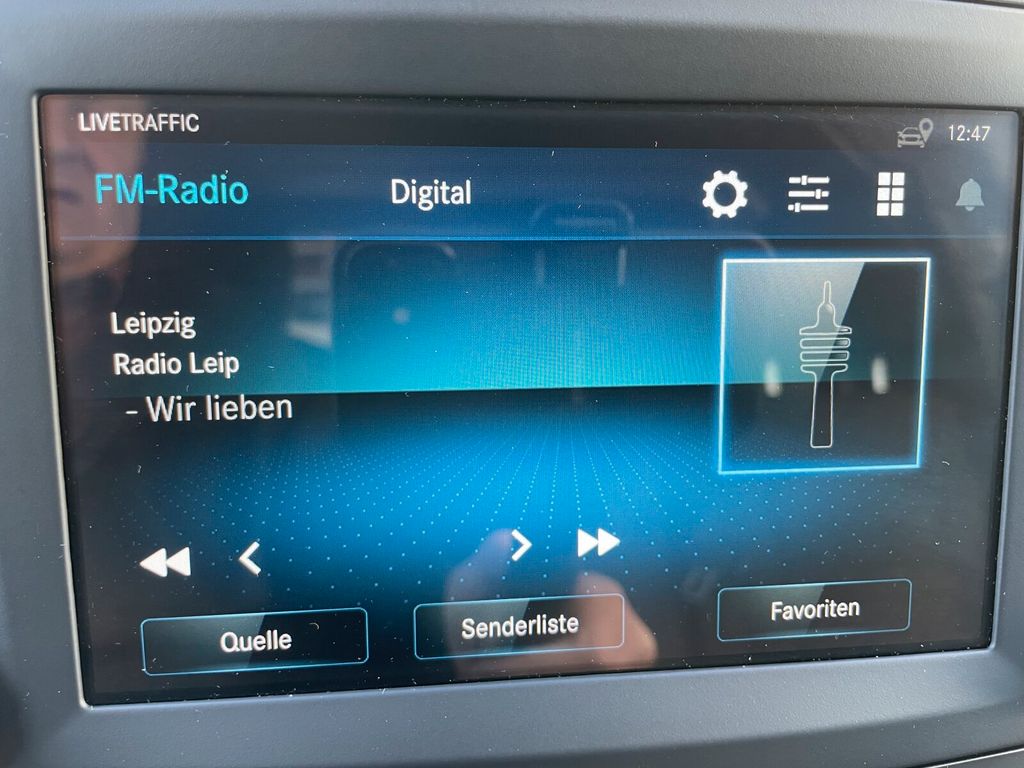 LIVETRAFFIC
12:47
FM-Radio Digital
Leipzig
Radio Leip
- Wir lieben
Quelle Senderliste Favoriten